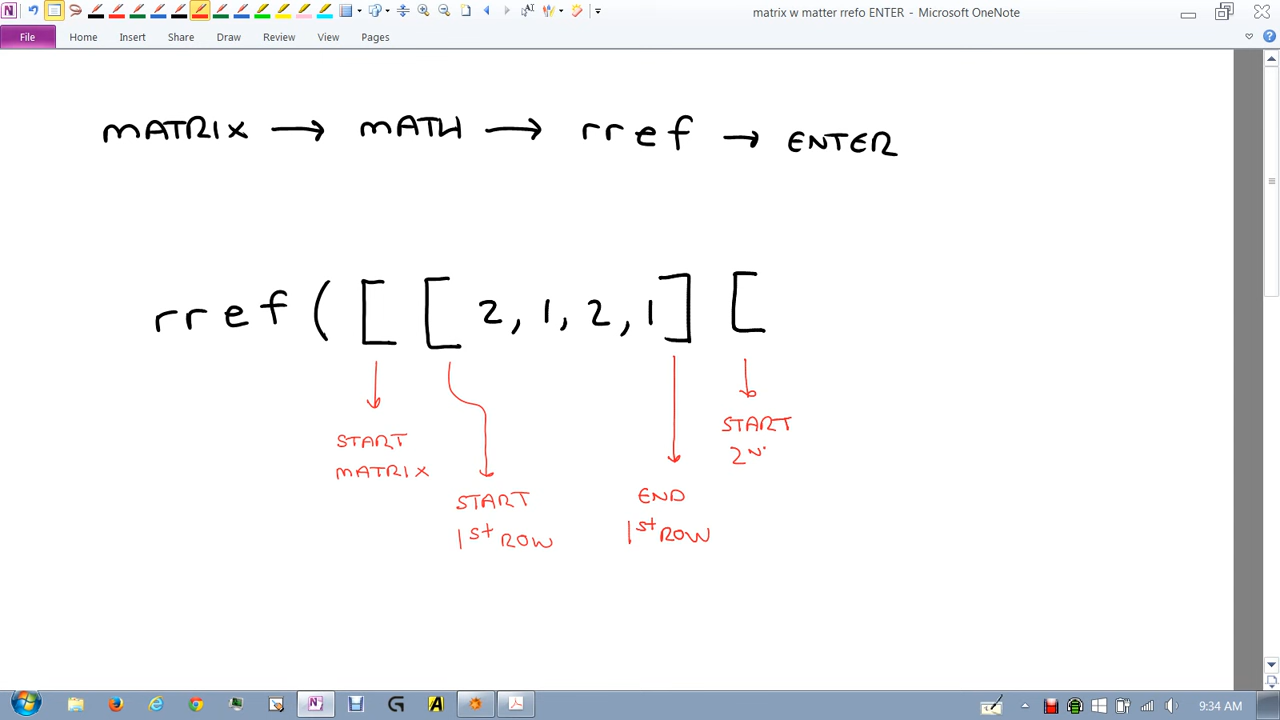 matrix w matter rrefo ENTER - Microsoft OneNote
File Home Insert Share Draw Review View Pages
MATRIX → MATH → rref → ENTER
rref ( [ [ 2, 1, 2, 1 ] [
START
MATRIX
START
1st ROW
END
1st ROW
START
2N
9:34 AM